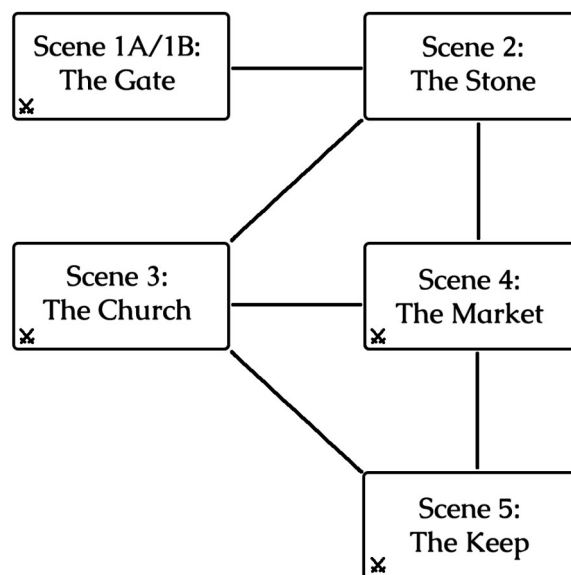 Scene 1A/1B:
The Gate
Scene 2:
The Stone
Scene 3:
The Church
Scene 4:
The Market
Scene 5:
The Keep